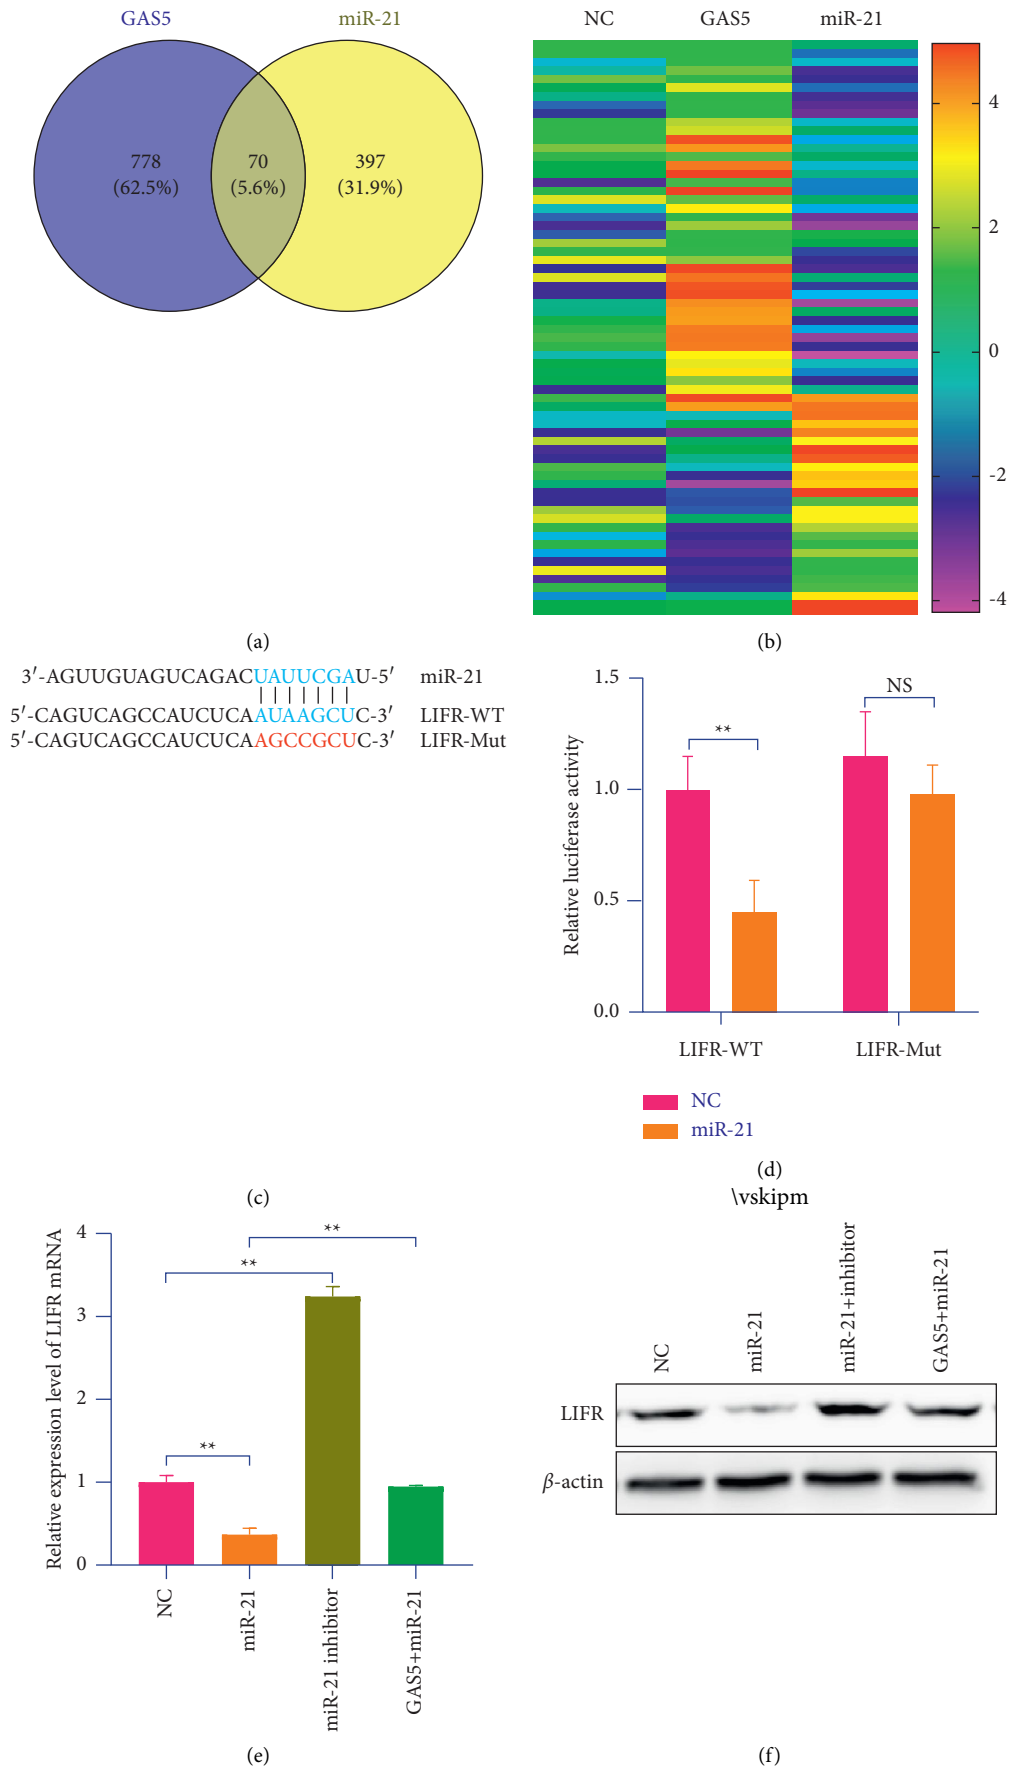 GAS5
miR-21
778
(62.5%)
70
(5.6%)
397
(31.9%)
(a)
NC
GAS5
miR-21
4
2
0
-2
-4
(b)
3′-AGUUGUAGUCAGACUAUUCGAU-5′ miR-21
5′-CAGUCAGCCAUCUCAAUAAGCUC-3′ LIFR-WT
5′-CAGUCAGCCAUCUCAAGCCGCUC-3′ LIFR-Mut
(c)
Relative luciferase activity
1.5
1.0
0.5
0.0
**
NS
LIFR-WT
LIFR-Mut
NC
miR-21
(d)
\vskipm
Relative expression level of LIFR mRNA
4
3
2
1
0
**
**
**
NC
miR-21
miR-21 inhibitor
GAS5+miR-21
(e)
NC
miR-21
miR-21+inhibitor
GAS5+miR-21
LIFR
β-actin
(f)